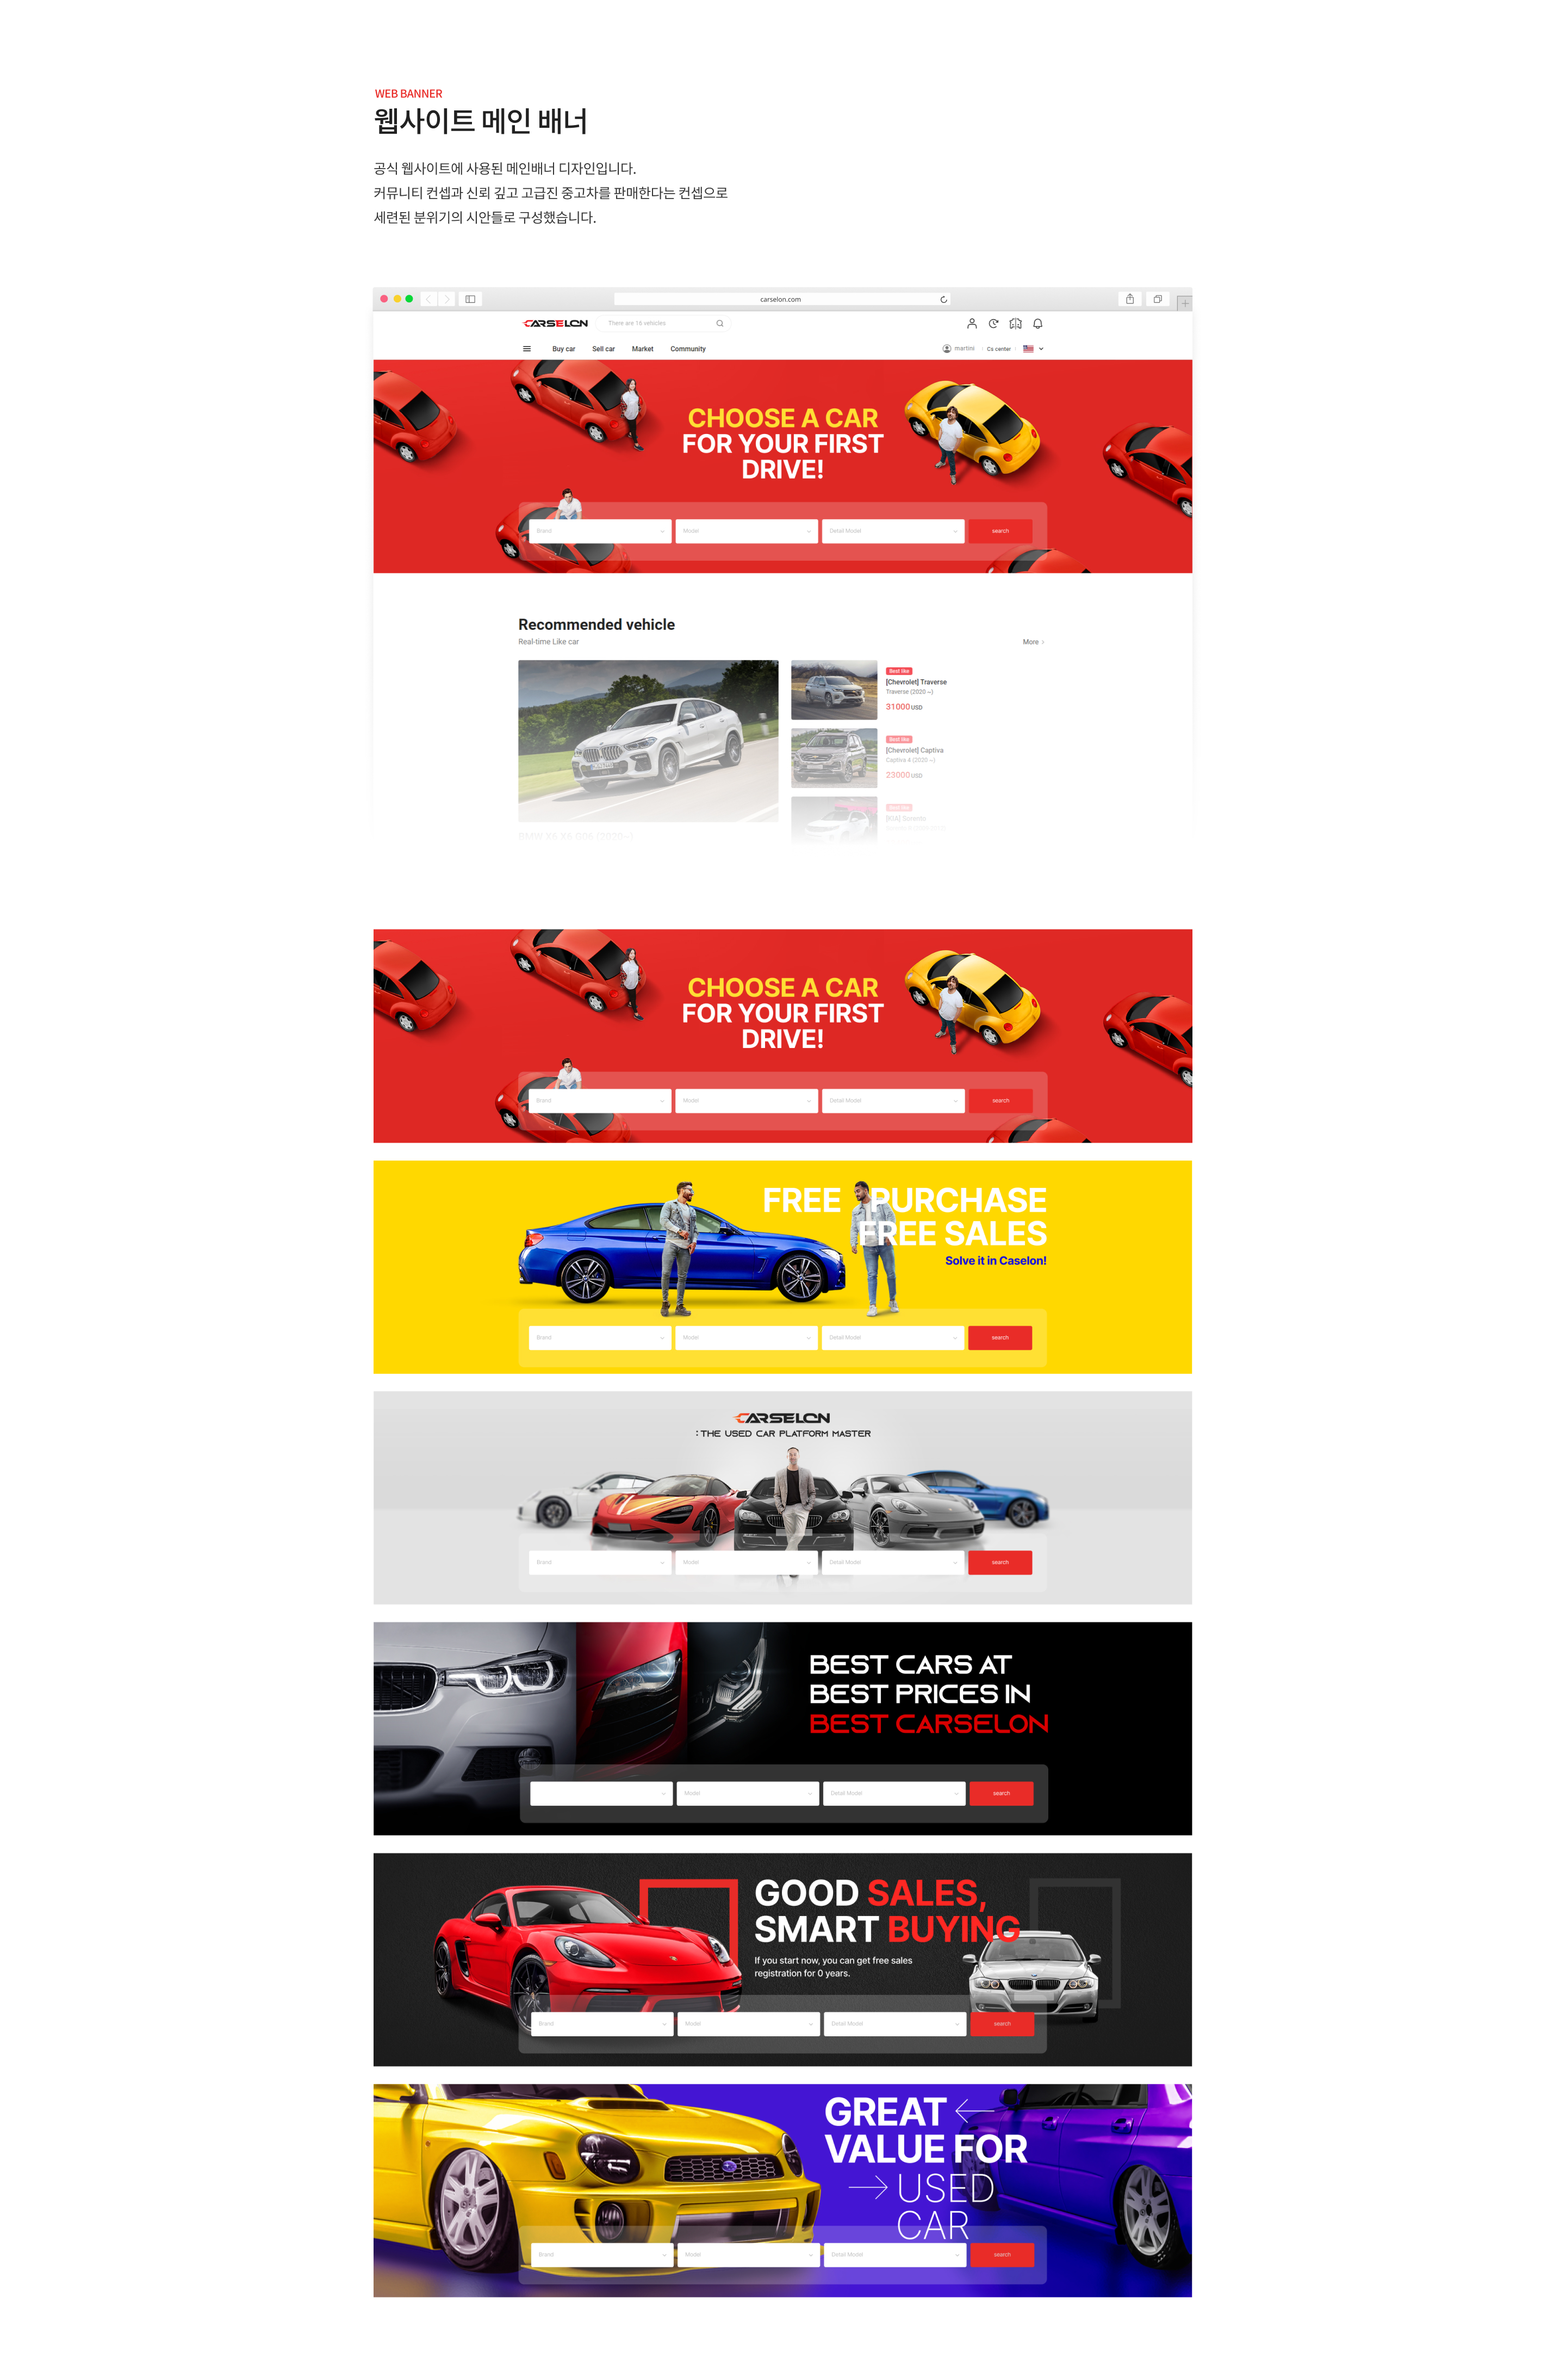 WEB BANNER
웹사이트 메인 배너
공식 웹사이트에 사용된 메인배너 디자인입니다.
커뮤니티 컨셉과 신뢰 깊고 고급진 중고차를 판매한다는 컨셉으로
세련된 분위기의 시안들로 구성했습니다.
carselon.com
CARSELON There are 16 vehicles
Buy car Sell car Market Community martini Cs center
CHOOSE A CAR
FOR YOUR FIRST
DRIVE!
Brand Model Detail Model search
Recommended vehicle
Real-time Like car More
Best like
[Chevrolet] Traverse
Traverse (2020 ~)
31000USD
Best like
[Chevrolet] Captiva
Captiva 4 (2020 ~)
23000USD
Best like
[KIA] Sorento
BMW X6 X5 G06 (2020~)
CHOOSE A CAR
FOR YOUR FIRST
DRIVE!
Brand Model Detail Model search
FREE PURCHASE
FREE SALES
Solve it in Caselon!
Brand Model Detail Model search
CARSELON
: THE USED CAR PLATFORM MASTER
Brand Model Detail Model search
BEST CARS AT
BEST PRICES IN
BEST CARSELON
Model Detail Model search
GOOD SALES,
SMART BUYING
If you start now, you can get free sales
registration for 0 years.
Brand Model Detail Model search
GREAT
VALUE FOR
USED
CAR
Brand Model Detail Model search